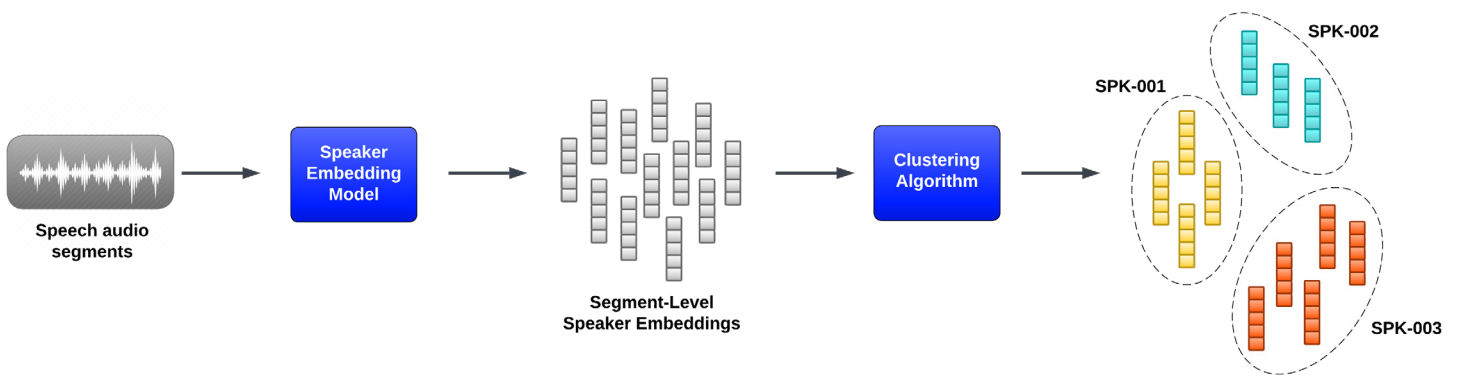 Speech audio
segments
Speaker
Embedding
Model
Segment-Level
Speaker Embeddings
Clustering
Algorithm
SPK-001
SPK-002
SPK-003